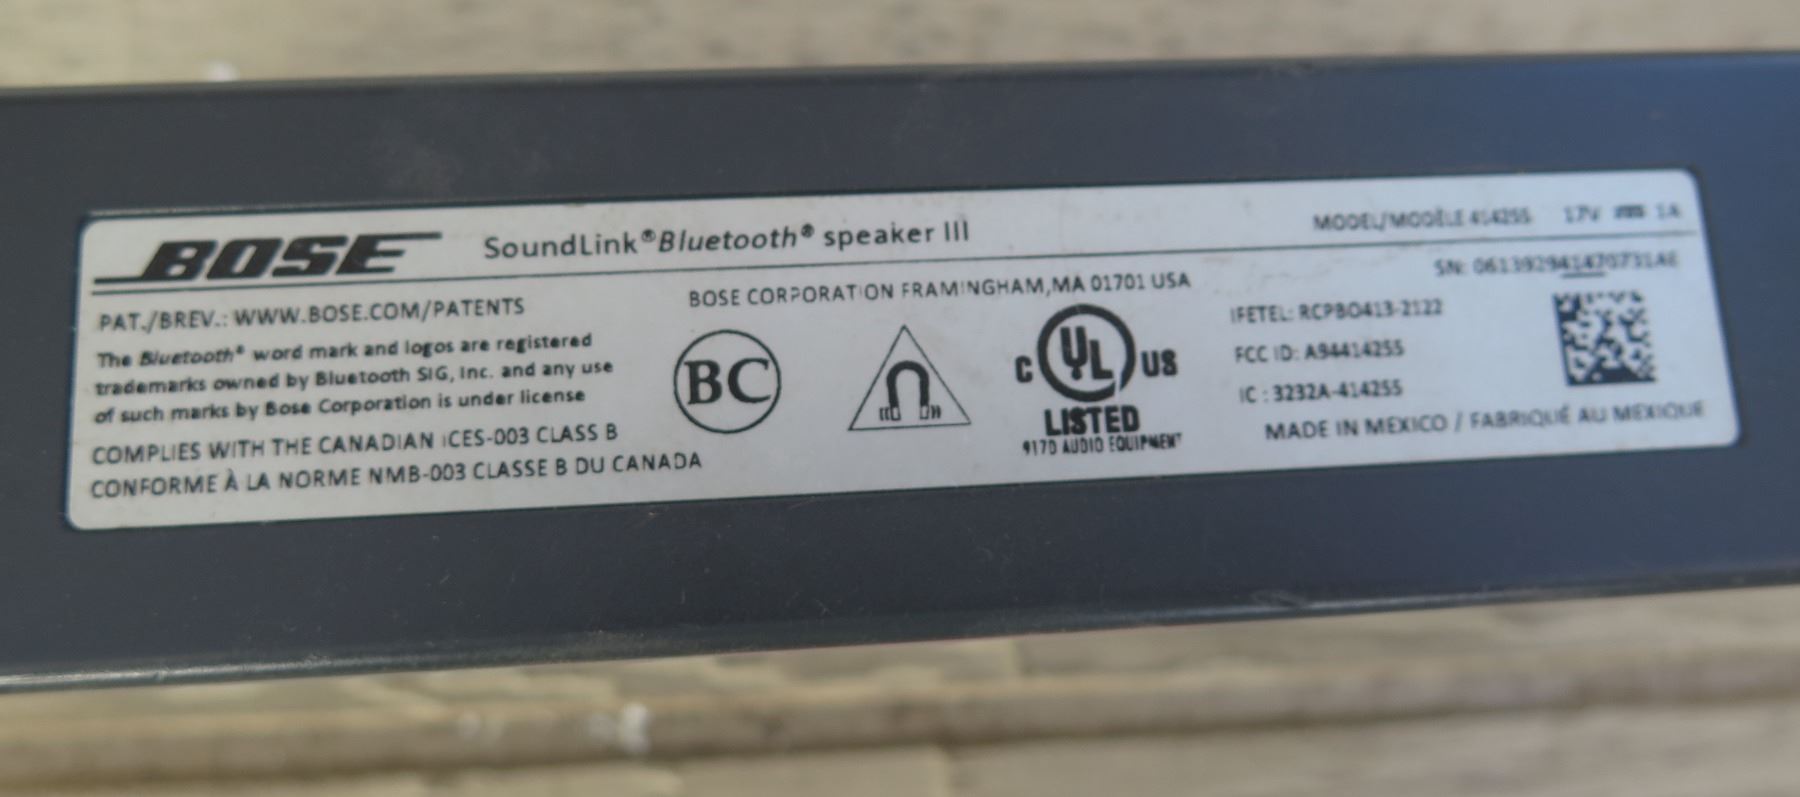 BOSE SoundLink® Bluetooth® speaker III MODEL/MODÈLE 414255 17V 1A
SN: 061392941470731AE
PAT./BREV.: WWW.BOSE.COM/PATENTS BOSE CORPORATION FRAMINGHAM,MA 01701 USA
The Bluetooth® word mark and logos are registered
trademarks owned by Bluetooth SIG, Inc. and any use
of such marks by Bose Corporation is under license
COMPLIES WITH THE CANADIAN ICES-003 CLASS B
CONFORME À LA NORME NMB-003 CLASSE B DU CANADA
BC
C UL US
LISTED
917D AUDIO EQUIPMENT
IFETEL: RCPBO413-2122
FCC ID: A94414255
IC : 3232A-414255
MADE IN MEXICO / FABRIQUÉ AU MEXIQUE